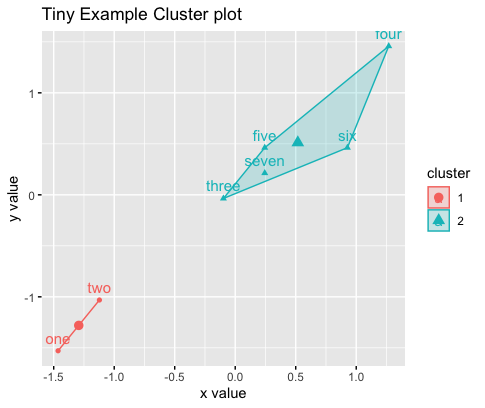 Tiny Example Cluster plot
four
1
five
six
seven
three
0
cluster
1
2
y value
two
-1
one
-1.5 -1.0 -0.5 0.0 0.5 1.0
x value